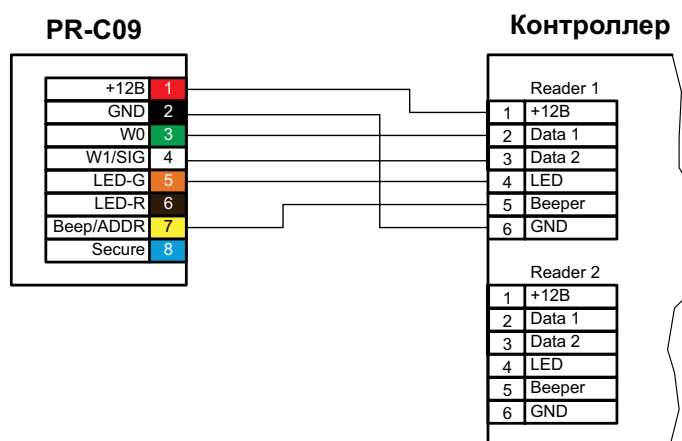 PR-C09
Контроллер
+12В 1
GND 2
W0 3
W1/SIG 4
LED-G 5
LED-R 6
Beep/ADDR 7
Secure 8
Reader 1
1 +12В
2 Data 1
3 Data 2
4 LED
5 Beeper
6 GND
Reader 2
1 +12В
2 Data 1
3 Data 2
4 LED
5 Beeper
6 GND